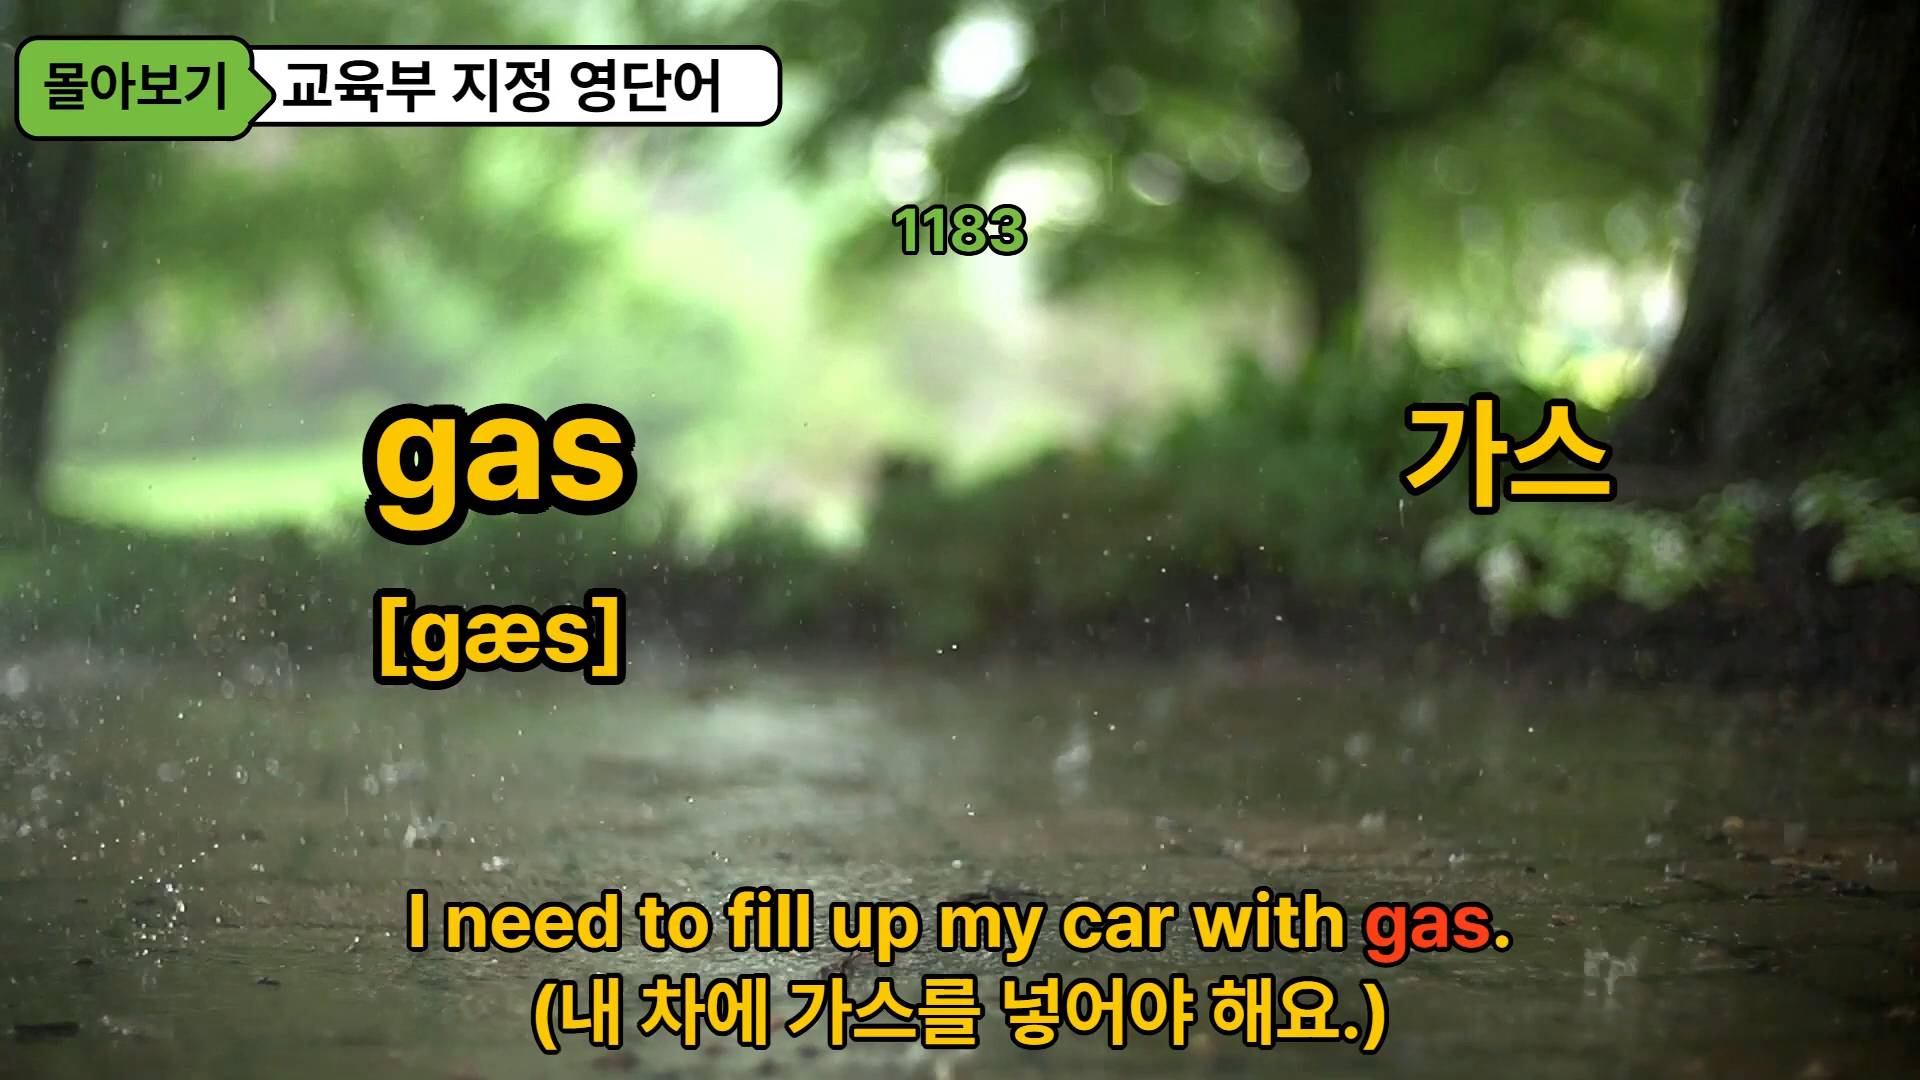 몰아보기 교육부 지정 영단어
1183
gas 가스
[gæs]
I need to fill up my car with gas.
(내 차에 가스를 넣어야 해요.)